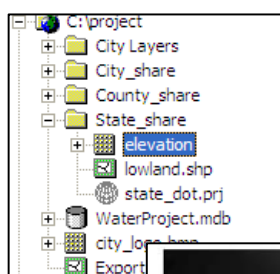 C:\project
City Layers
City_share
County_share
State_share
elevation
lowland.shp
state_dot.prj
WaterProject.mdb
city_logo.bmp
Export